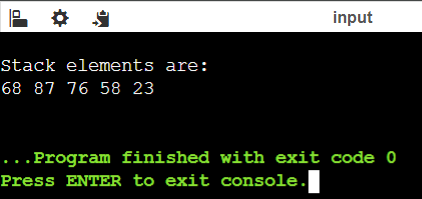 input
Stack elements are:
68 87 76 58 23
...Program finished with exit code 0
Press ENTER to exit console.